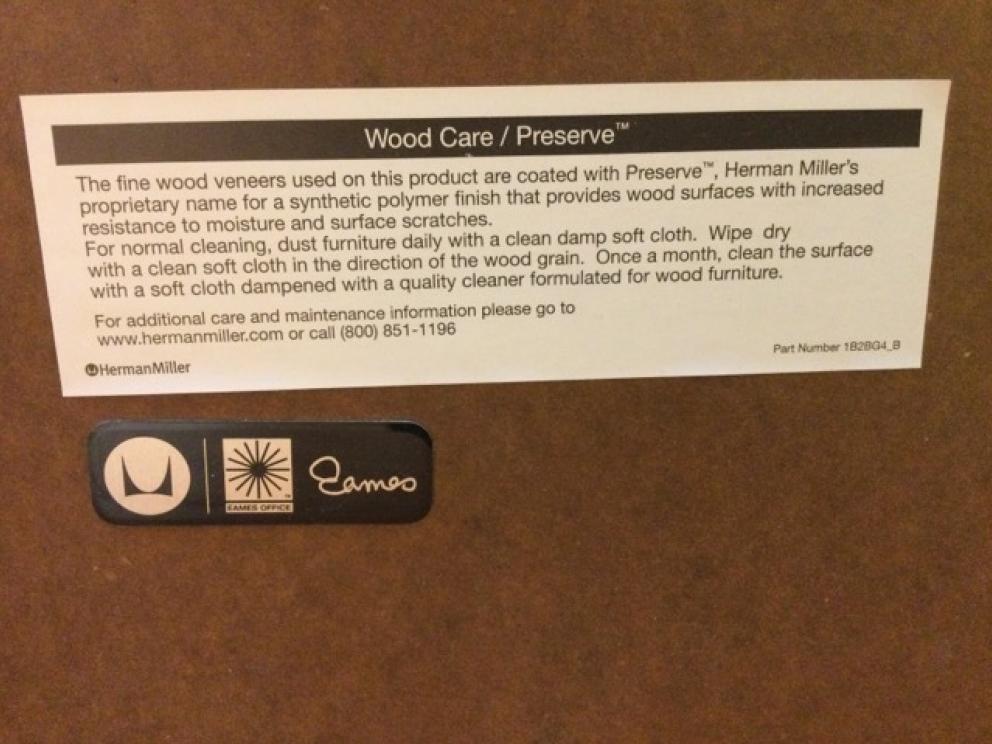 Wood Care / Preserve™
The fine wood veneers used on this product are coated with Preserve™, Herman Miller's
proprietary name for a synthetic polymer finish that provides wood surfaces with increased
resistance to moisture and surface scratches.
For normal cleaning, dust furniture daily with a clean damp soft cloth. Wipe dry
with a clean soft cloth in the direction of the wood grain. Once a month, clean the surface
with a soft cloth dampened with a quality cleaner formulated for wood furniture.
For additional care and maintenance information please go to
www.hermanmiller.com or call (800) 851-1196
Part Number 1B2BG4_B
HermanMiller
Eames
EAMES OFFICE